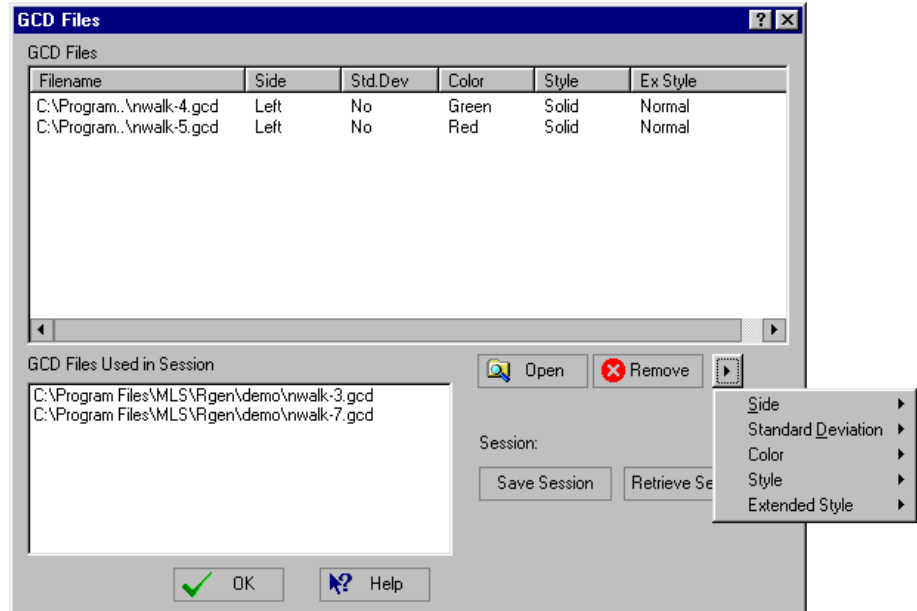 GCD Files
GCD Files
Filename Side Std.Dev Color Style Ex Style
C:\Program..\nwalk-4.gcd Left No Green Solid Normal
C:\Program..\nwalk-5.gcd Left No Red Solid Normal
GCD Files Used in Session
Open Remove
C:\Program Files\MLS\Rgen\demo\nwalk-3.gcd
C:\Program Files\MLS\Rgen\demo\nwalk-7.gcd
Side
Standard Deviation
Color
Style
Extended Style
Session:
Save Session Retrieve Se
OK Help